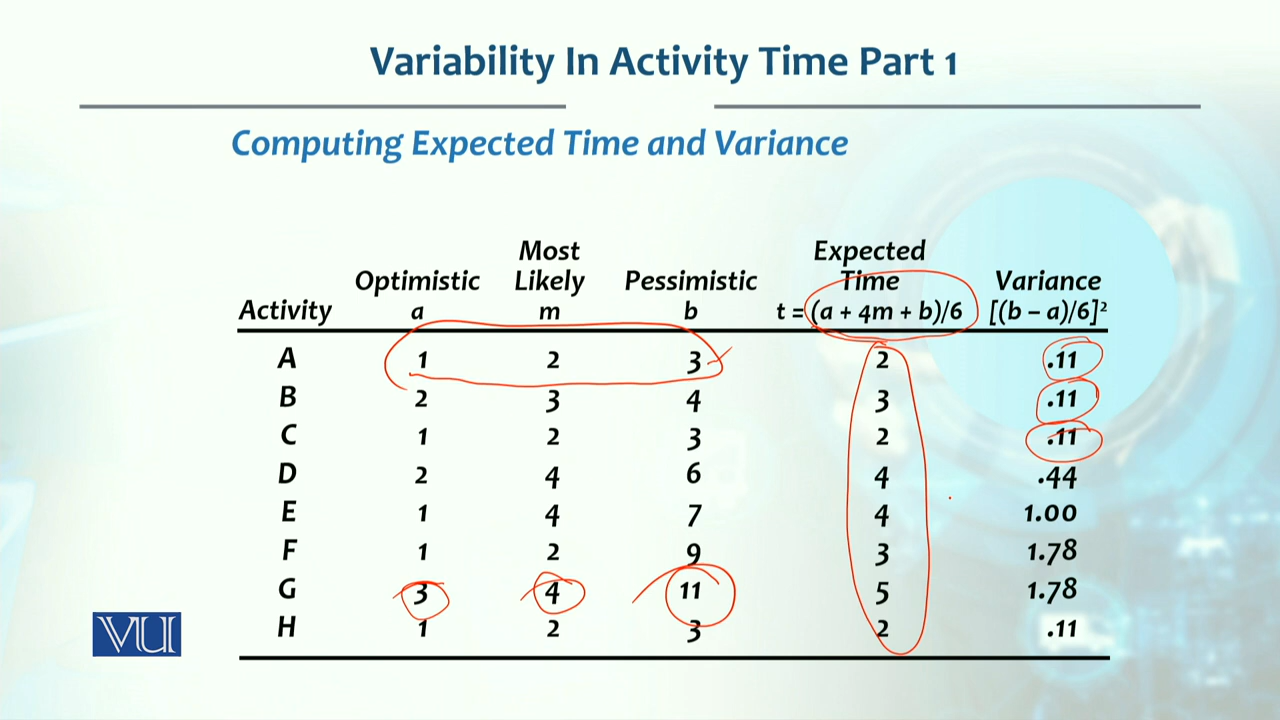 Variability In Activity Time Part 1
Computing Expected Time and Variance
Most Expected
Optimistic Likely Pessimistic Time Variance
Activity a m b t = (a + 4m + b)/6 [(b – a)/6]²
A 1 2 3 2 .11
B 2 3 4 3 .11
C 1 2 3 2 .11
D 2 4 6 4 .44
E 1 4 7 4 1.00
F 1 2 9 3 1.78
G 3 4 11 5 1.78
H 1 2 3 2 .11
VU